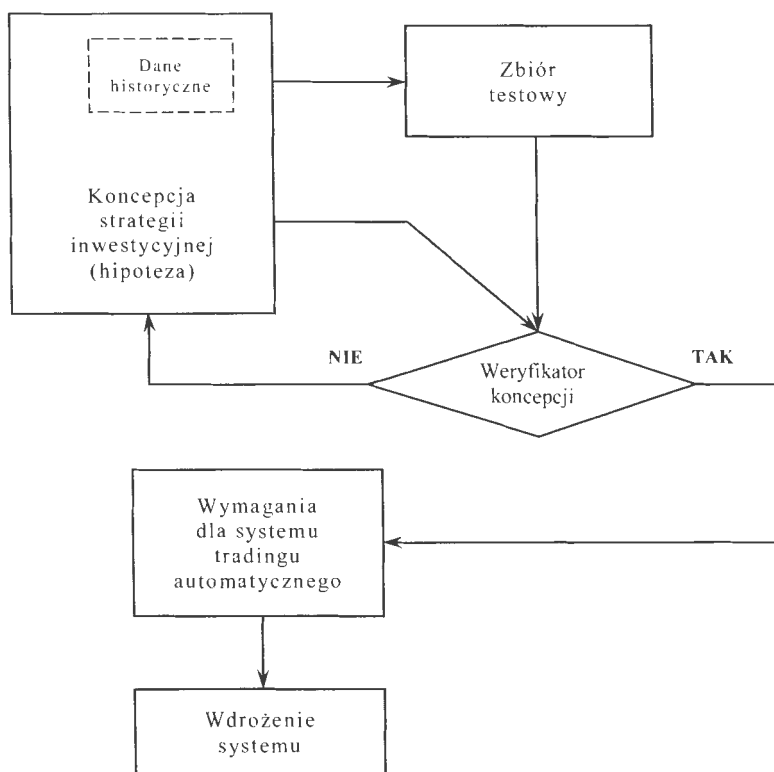 Dane
historyczne
Zbiór
testowy
Koncepcja
strategii
inwestycyjnej
(hipoteza)
NIE
TAK
Weryfikator
koncepcji
Wymagania
dla systemu
tradingu
automatycznego
Wdrożenie
systemu